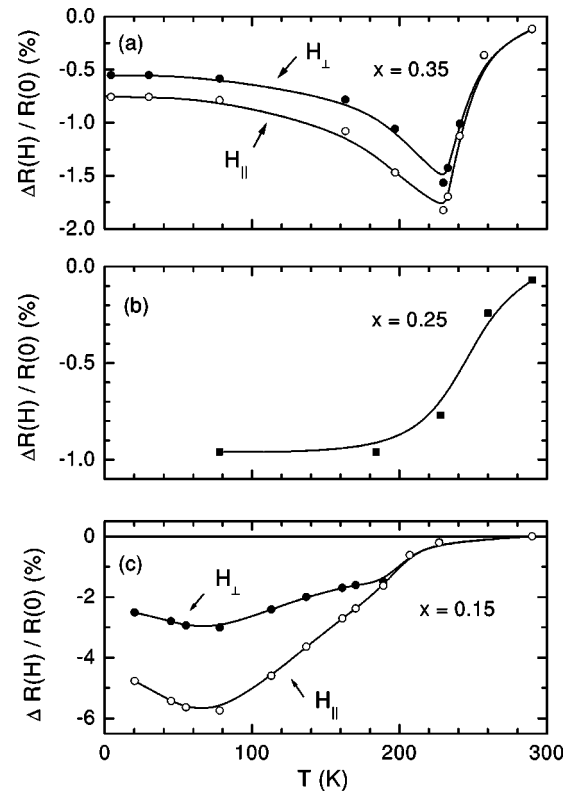 0.0
(a)
H⊥
x = 0.35
-0.5
-1.0
H||
-1.5
-2.0
ΔR(H) / R(0) (%)
0.0
(b)
x = 0.25
-0.5
-1.0
ΔR(H) / R(0) (%)
0
(c)
H⊥
-2
x = 0.15
-4
H||
-6
Δ R(H) / R(0) (%)
0 100 200 300
T (K)